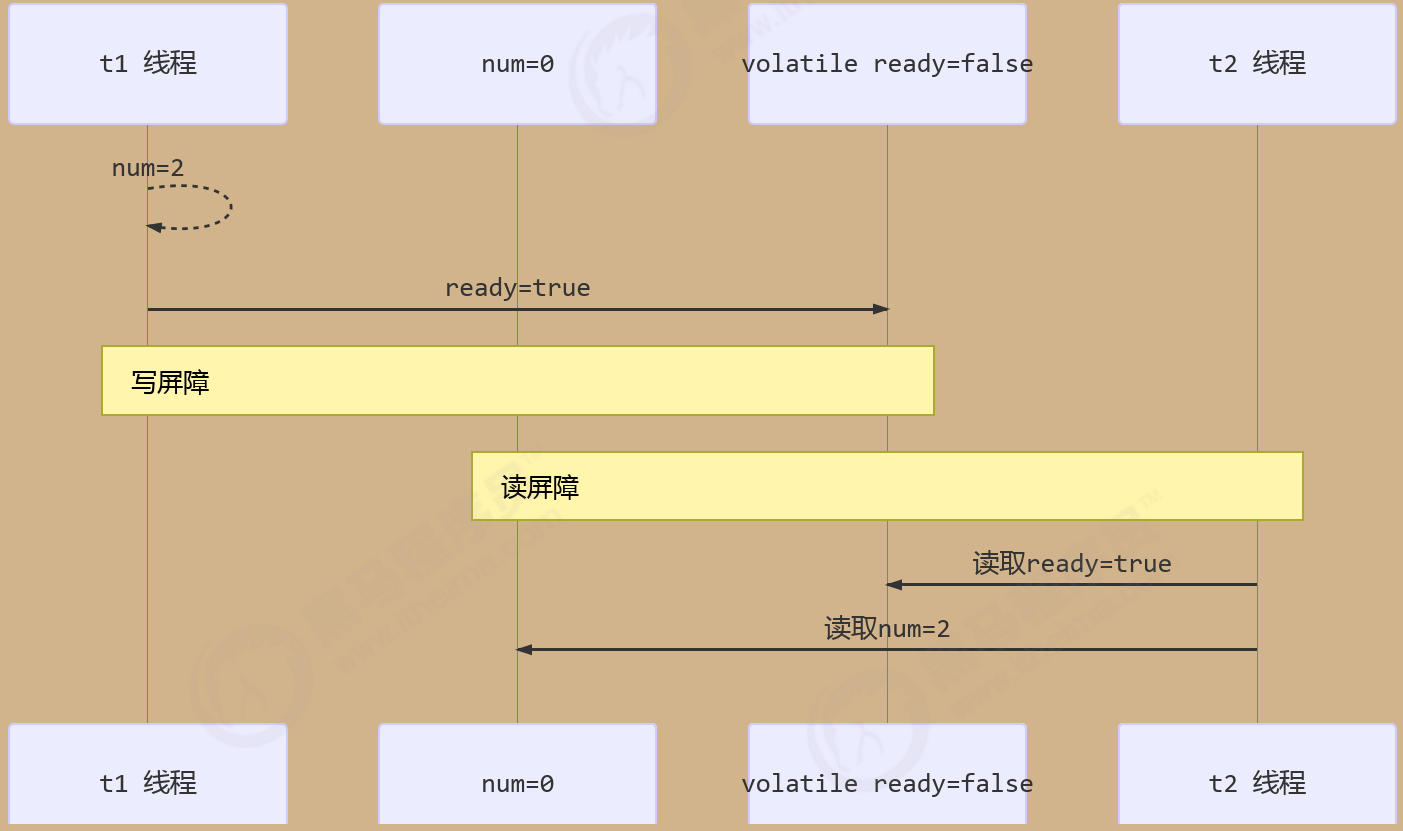 t1 线程
num=0
volatile ready=false
t2 线程
num=2
ready=true
写屏障
读屏障
读取ready=true
读取num=2
t1 线程
num=0
volatile ready=false
t2 线程